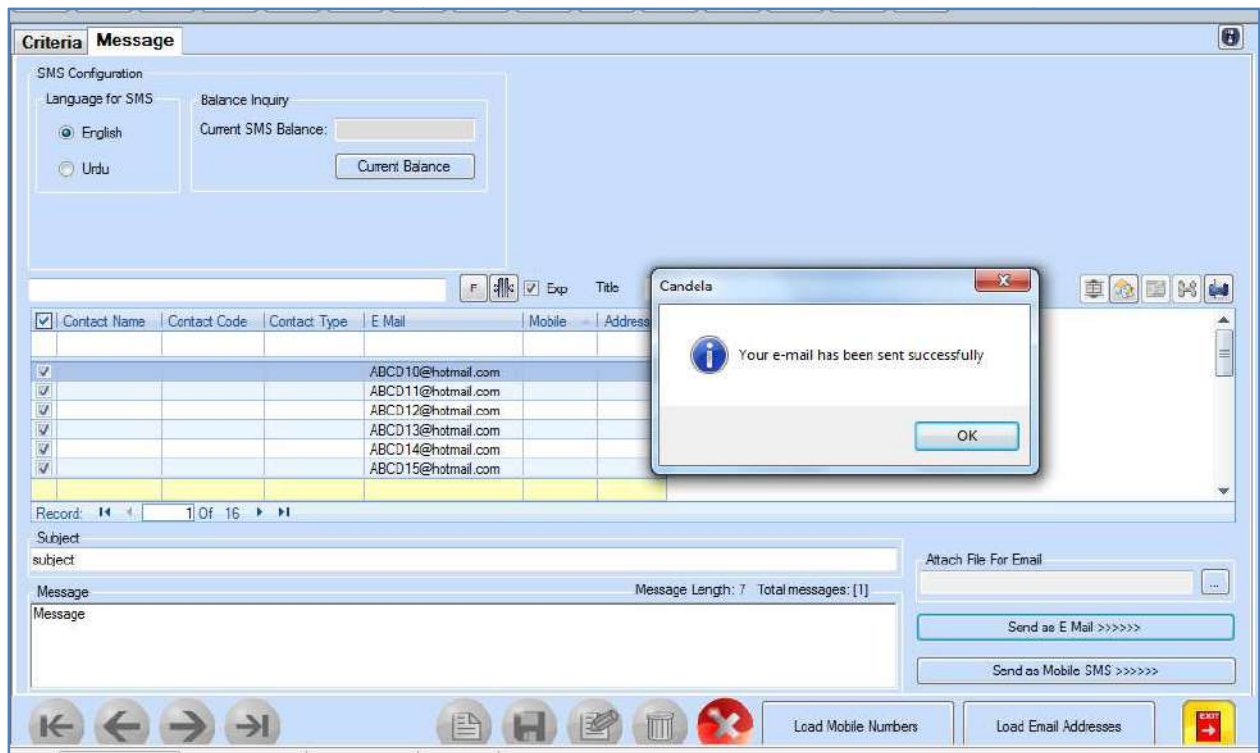 Criteria Message
SMS Configuration
Language for SMS
English
Urdu
Balance Inquiry
Current SMS Balance:
Current Balance
F Exp Title
Contact Name Contact Code Contact Type E Mail Mobile Address
ABCD10@hotmail.com
ABCD11@hotmail.com
ABCD12@hotmail.com
ABCD13@hotmail.com
ABCD14@hotmail.com
ABCD15@hotmail.com
Record: 1 Of 16
Candela
Your e-mail has been sent successfully
OK
Subject
subject
Message Message Length: 7 Total messages: [1]
Message
Attach File For Email
...
Send as E Mail >>>>>>
Send as Mobile SMS >>>>>>
Load Mobile Numbers
Load Email Addresses
EXIT